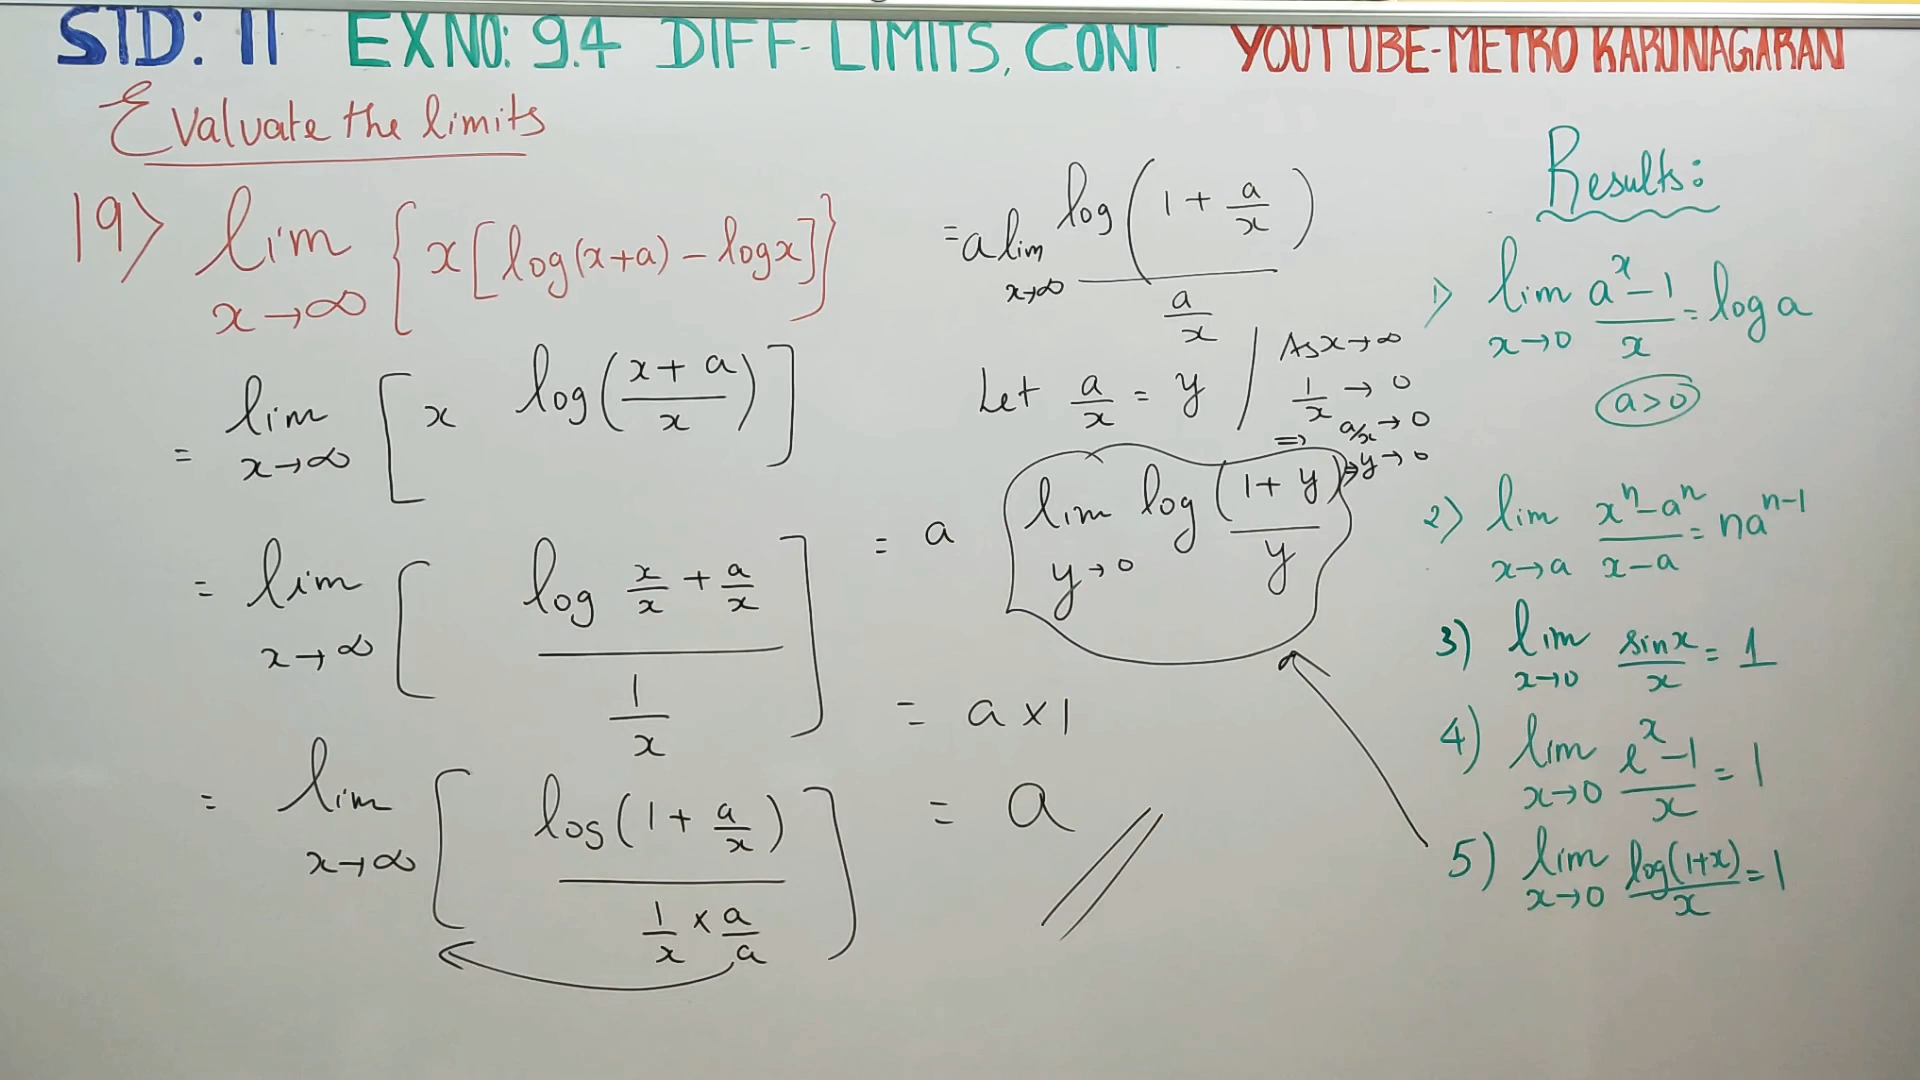 STD: 11 EX NO: 9.4 DIFF-LIMITS, CONT. YOUTUBE-METRO KARUNAGARAN
Evaluate the limits
19) lim x→∞ { x[log(x+a) - log x] }
= lim x→∞ [ x log((x+a)/x) ]
= lim x→∞ [ log x/x + a/x / 1/x ]
= lim x→∞ [ log(1 + a/x) / 1/x × a/a ]
= a lim x→∞ log(1 + a/x) / a/x
Let a/x = y | As x→∞
1/x → 0
⇒ a/x → 0
⇒ y → 0
= a lim y→0 log(1+y)/y
= a × 1
= a //
Results:
1) lim x→0 a^x - 1 / x = log a
a>0
2) lim x→a x^n - a^n / x - a = na^n-1
3) lim x→0 sin x / x = 1
4) lim x→0 e^x - 1 / x = 1
5) lim x→0 log(1+x) / x = 1